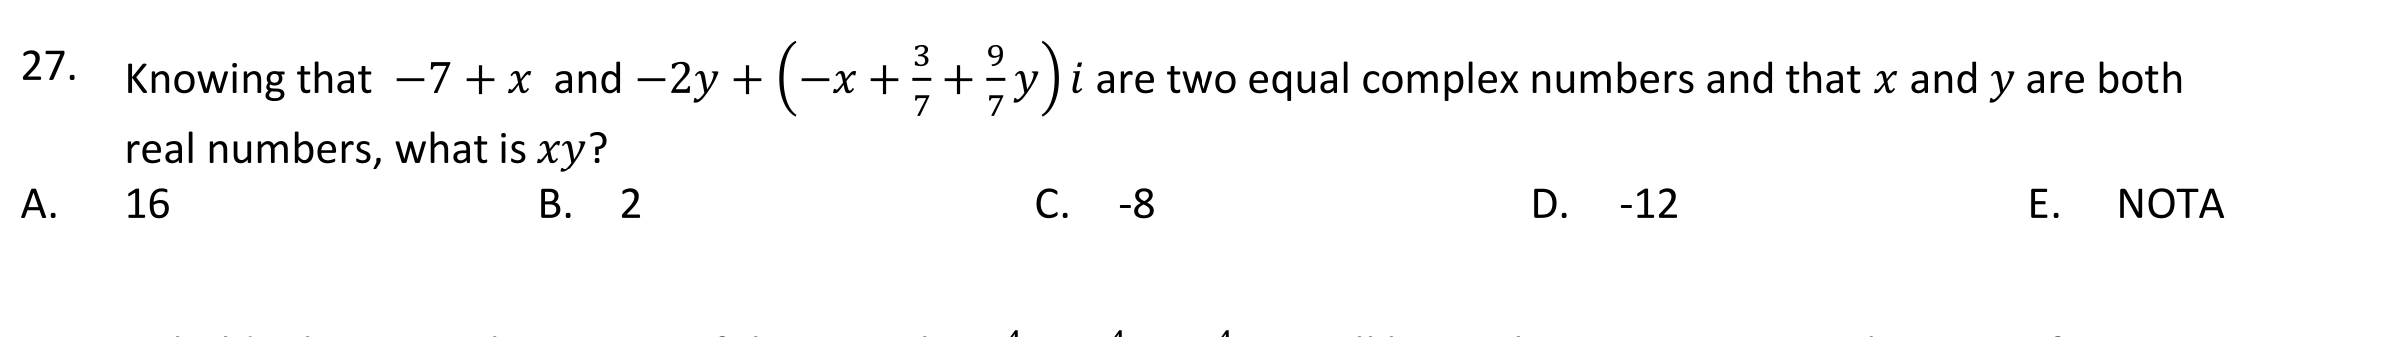 27. Knowing that −7 + x and −2y + (−x + 3/7 + 9/7 y) i are two equal complex numbers and that x and y are both
real numbers, what is xy?
A. 16 B. 2 C. -8 D. -12 E. NOTA